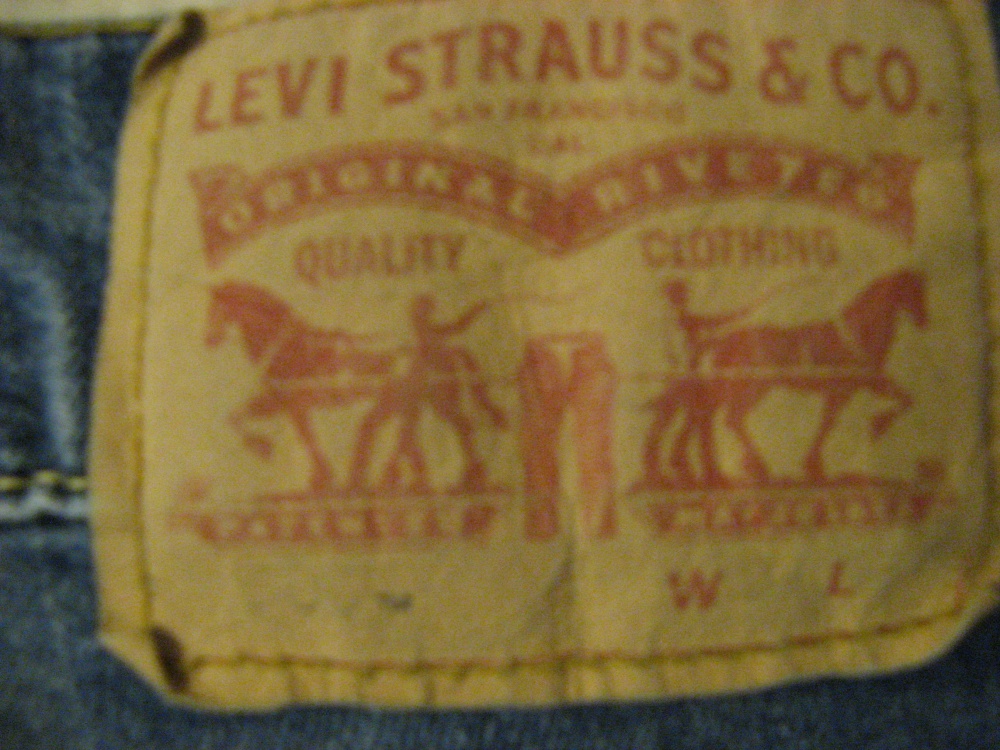 LEVI STRAUSS & CO.
SAN FRANCISCO
CAL
ORIGINAL RIVETED
QUALITY CLOTHING
W L